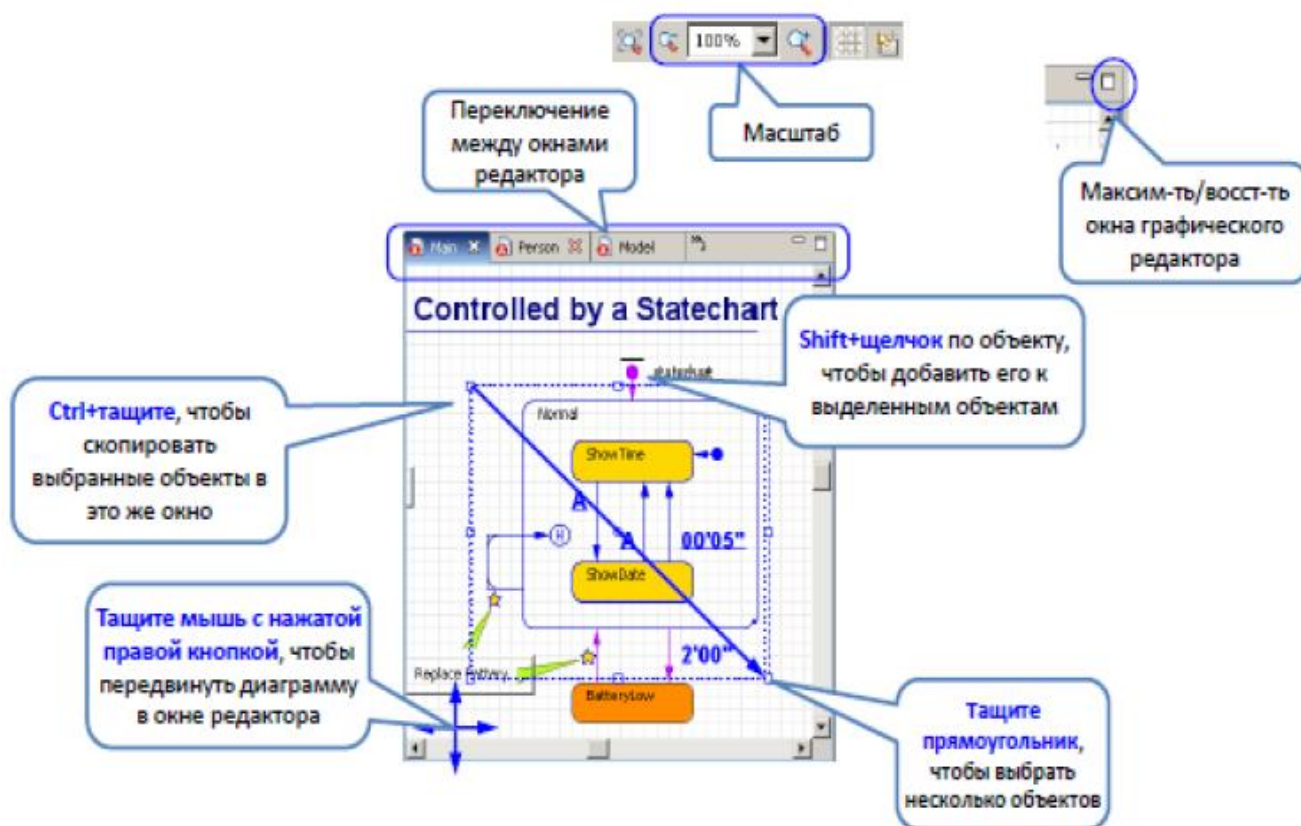 100%
Масштаб
Переключение
между окнами
редактора
Максим-ть/восст-ть
окна графического
редактора
Main
Person
Model
Controlled by a Statechart
Shift+щелчок по объекту,
чтобы добавить его к
выделенным объектам
statechart
Ctrl+тащите, чтобы
скопировать
выбранные объекты в
это же окно
Normal
ShowTime
A
A
00'05"
H
ShowDate
Тащите мышь с нажатой
правой кнопкой, чтобы
передвинуть диаграмму
в окне редактора
2'00"
Replace Battery
BatteryLow
Тащите
прямоугольник,
чтобы выбрать
несколько объектов